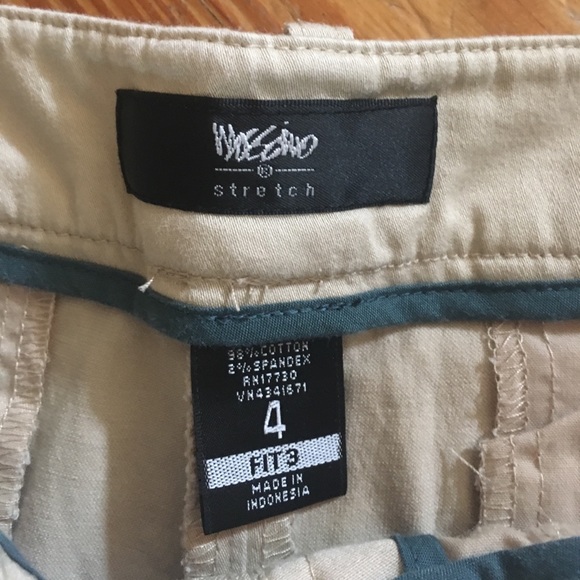 mossimo
stretch
98% COTTON
2% SPANDEX
RN17730
VN4341671
4
FIT 3
MADE IN
INDONESIA